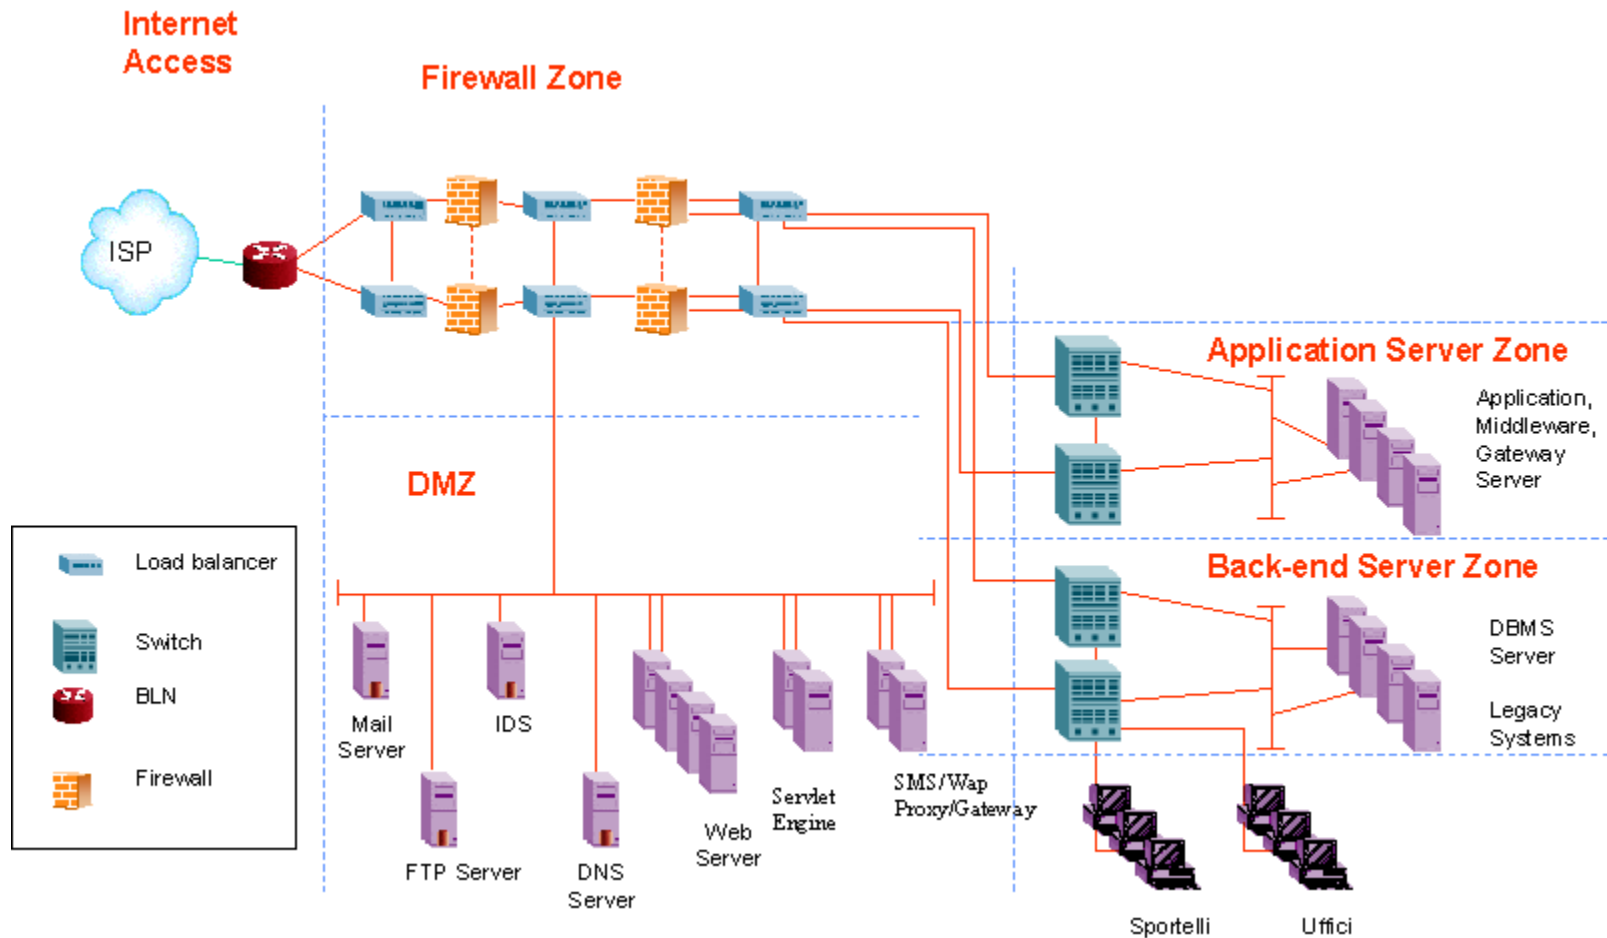 Internet
Access
Firewall Zone
ISP
Application Server Zone
Application,
Middleware,
Gateway
Server
DMZ
Load balancer
Switch
BLN
Firewall
Back-end Server Zone
DBMS
Server
Legacy
Systems
Mail
Server
IDS
FTP Server
DNS
Server
Web
Server
Servlet
Engine
SMS/Wap
Proxy/Gateway
Sportelli
Uffici